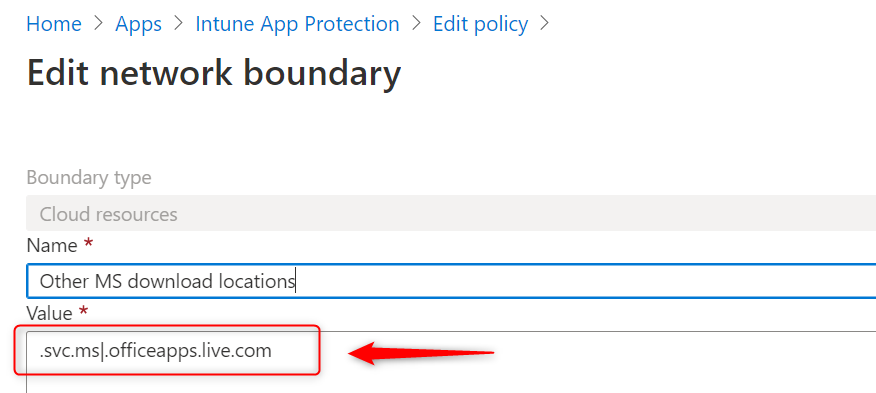 Home > Apps > Intune App Protection > Edit policy >
Edit network boundary
Boundary type
Cloud resources
Name *
Other MS download locations
Value *
.svc.ms|.officeapps.live.com